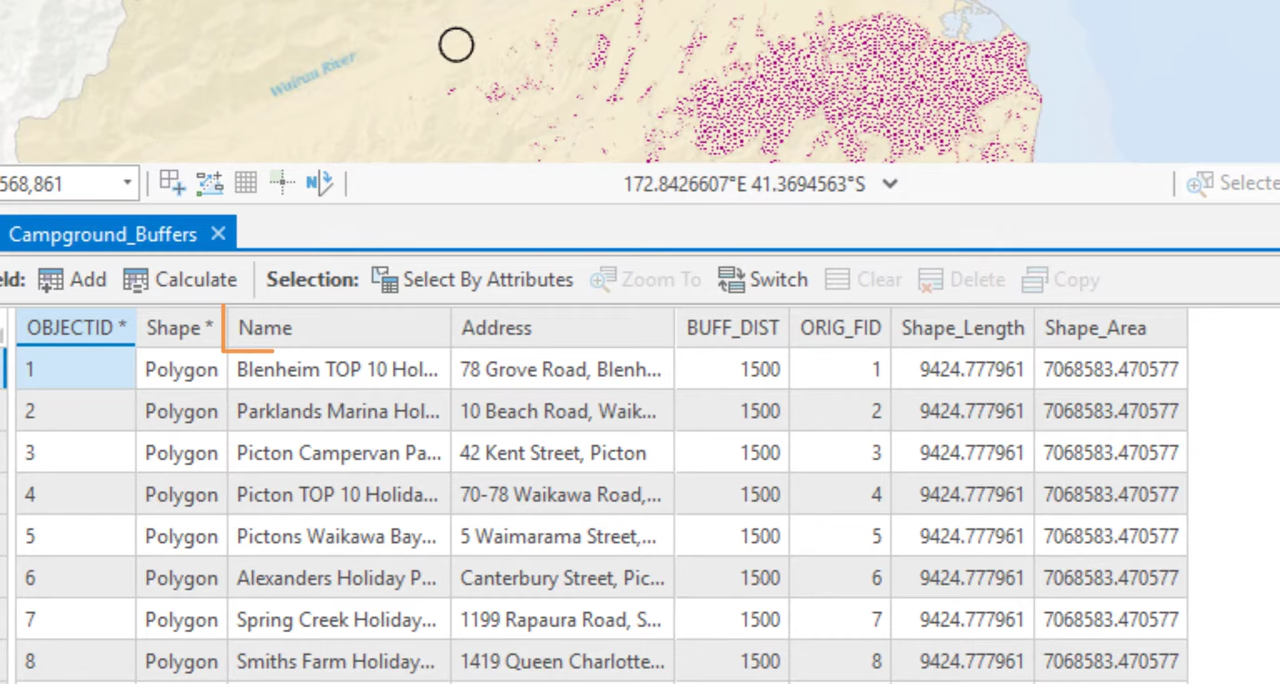 Wairau River
568,861
172.8426607°E 41.3694563°S
Selecte
Campground_Buffers
eld: Add Calculate Selection: Select By Attributes Zoom To Switch Clear Delete Copy
OBJECTID * Shape * Name Address BUFF_DIST ORIG_FID Shape_Length Shape_Area
1 Polygon Blenheim TOP 10 Hol... 78 Grove Road, Blenh... 1500 1 9424.777961 7068583.470577
2 Polygon Parklands Marina Hol... 10 Beach Road, Waik... 1500 2 9424.777961 7068583.470577
3 Polygon Picton Campervan Pa... 42 Kent Street, Picton 1500 3 9424.777961 7068583.470577
4 Polygon Picton TOP 10 Holida... 70-78 Waikawa Road,... 1500 4 9424.777961 7068583.470577
5 Polygon Pictons Waikawa Bay... 5 Waimarama Street,... 1500 5 9424.777961 7068583.470577
6 Polygon Alexanders Holiday P... Canterbury Street, Pic... 1500 6 9424.777961 7068583.470577
7 Polygon Spring Creek Holiday... 1199 Rapaura Road, S... 1500 7 9424.777961 7068583.470577
8 Polygon Smiths Farm Holiday... 1419 Queen Charlotte... 1500 8 9424.777961 7068583.470577